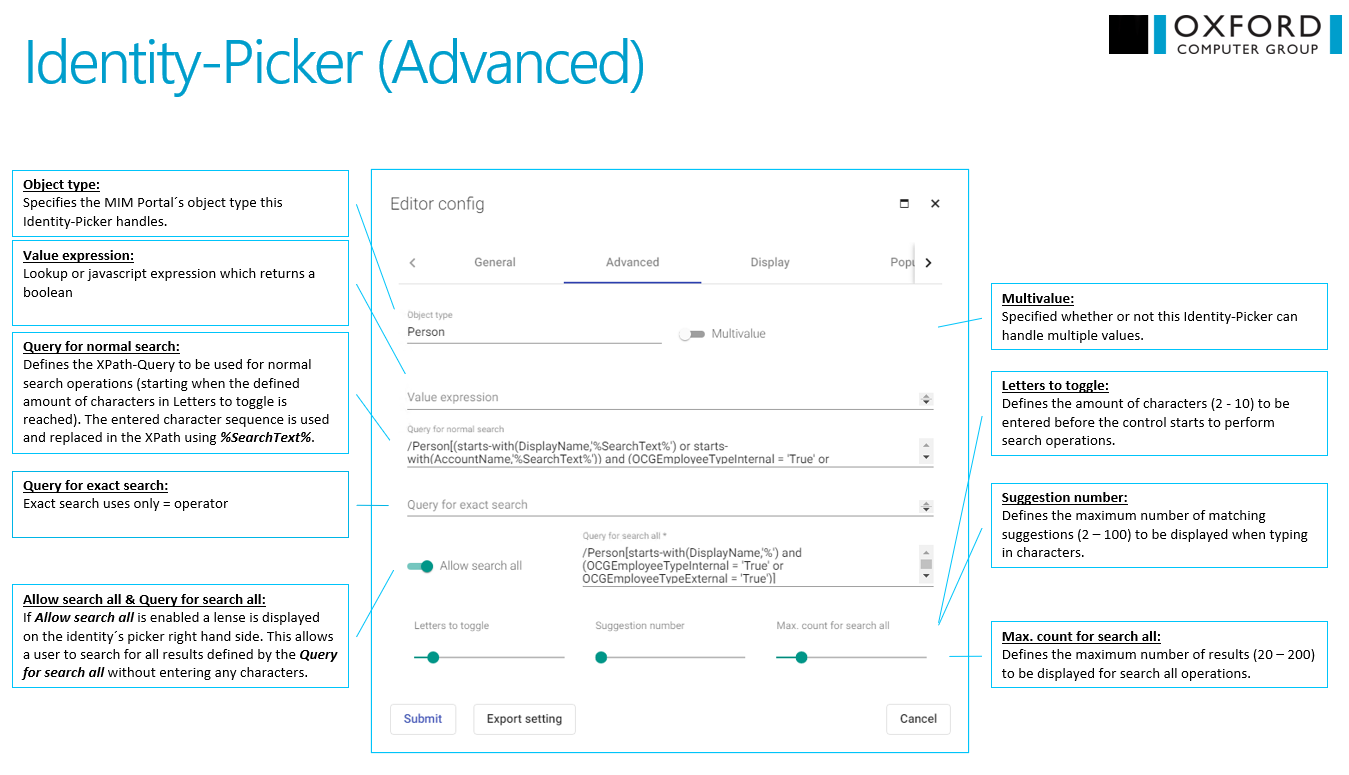 Identity-Picker (Advanced)
OXFORD
COMPUTER GROUP
Object type:
Specifies the MIM Portal´s object type this
Identity-Picker handles.
Value expression:
Lookup or javascript expression which returns a
boolean
Query for normal search:
Defines the XPath-Query to be used for normal
search operations (starting when the defined
amount of characters in Letters to toggle is
reached). The entered character sequence is used
and replaced in the XPath using %SearchText%.
Query for exact search:
Exact search uses only = operator
Allow search all & Query for search all:
If Allow search all is enabled a lense is displayed
on the identity´s picker right hand side. This allows
a user to search for all results defined by the Query
for search all without entering any characters.
Editor config
General
Advanced
Display
Popu
Object type
Person
Multivalue
Value expression
Query for normal search
/Person[(starts-with(DisplayName,'%SearchText%') or starts-
with(AccountName,'%SearchText%')) and (OCGEmployeeTypeInternal = 'True' or
Query for exact search
Allow search all
Query for search all *
/Person[starts-with(DisplayName,'%') and
(OCGEmployeeTypeInternal = 'True' or
OCGEmployeeTypeExternal = 'True')]
Letters to toggle
Suggestion number
Max. count for search all
Submit
Export setting
Cancel
Multivalue:
Specified whether or not this Identity-Picker can
handle multiple values.
Letters to toggle:
Defines the amount of characters (2 - 10) to be
entered before the control starts to perform
search operations.
Suggestion number:
Defines the maximum number of matching
suggestions (2 – 100) to be displayed when typing
in characters.
Max. count for search all:
Defines the maximum number of results (20 – 200)
to be displayed for search all operations.